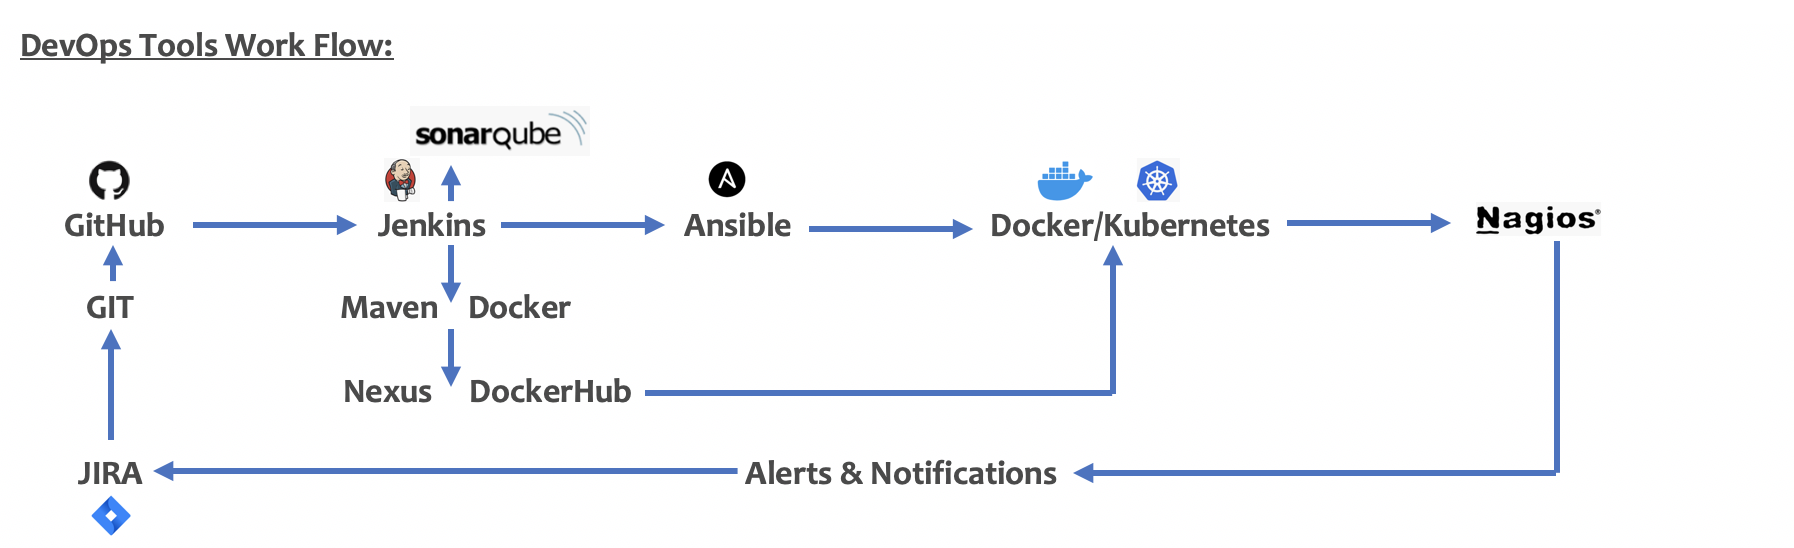 DevOps Tools Work Flow:
sonarqube
GitHub
Jenkins
Ansible
Docker/Kubernetes
Nagios®
GIT
Maven Docker
Nexus DockerHub
JIRA
Alerts & Notifications